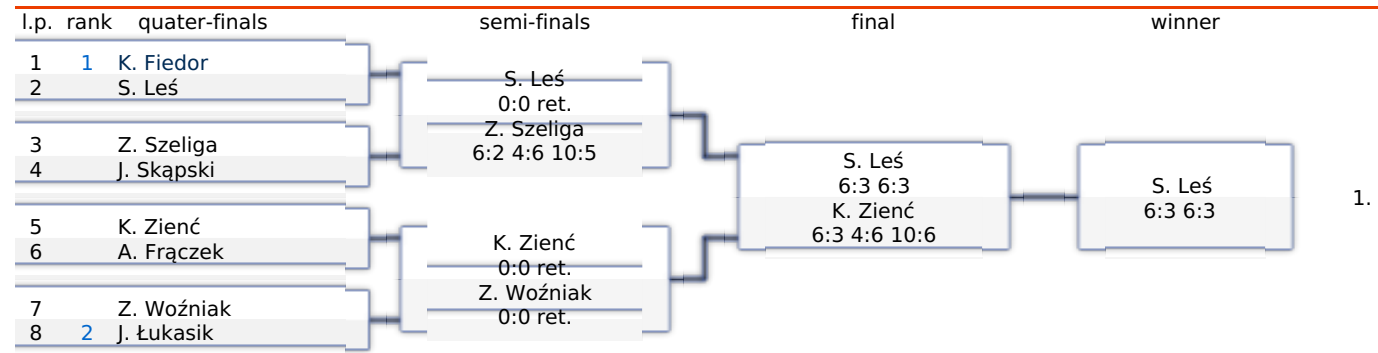 l.p. rank quater-finals semi-finals final winner
1 1 K. Fiedor
2 S. Leś
3 Z. Szeliga
4 J. Skąpski
5 K. Zienć
6 A. Frączek
7 Z. Woźniak
8 2 J. Łukasik
S. Leś
0:0 ret.
Z. Szeliga
6:2 4:6 10:5
K. Zienć
0:0 ret.
Z. Woźniak
0:0 ret.
S. Leś
6:3 6:3
K. Zienć
6:3 4:6 10:6
S. Leś
6:3 6:3
1.